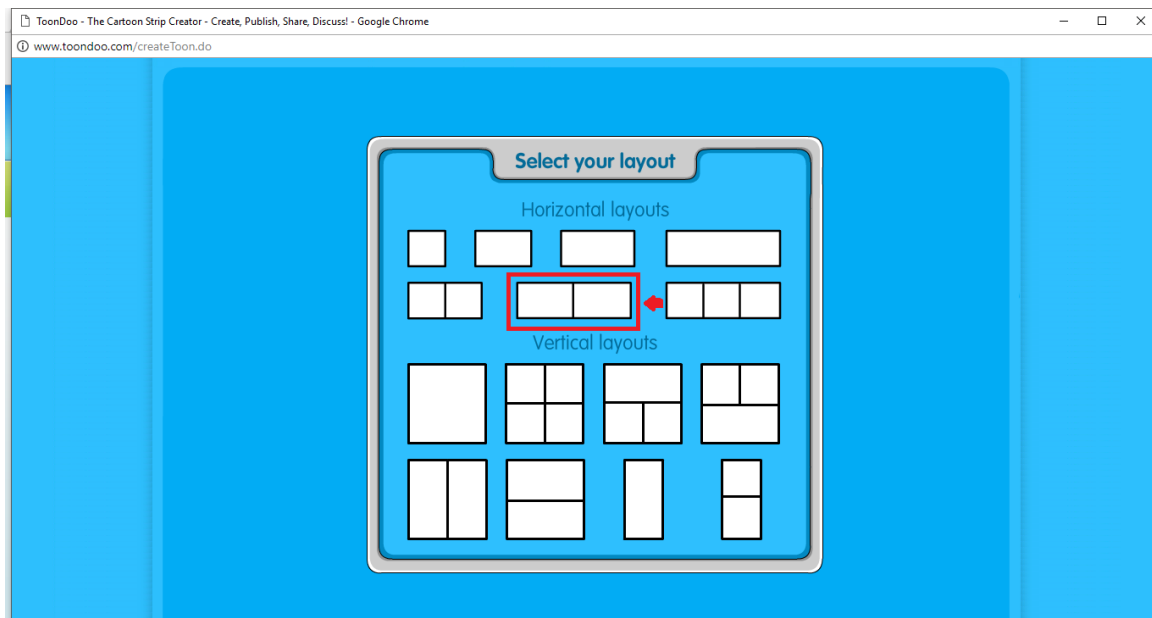 ToonDoo - The Cartoon Strip Creator - Create, Publish, Share, Discuss! - Google Chrome
www.toondoo.com/createToon.do
Select your layout
Horizontal layouts
Vertical layouts